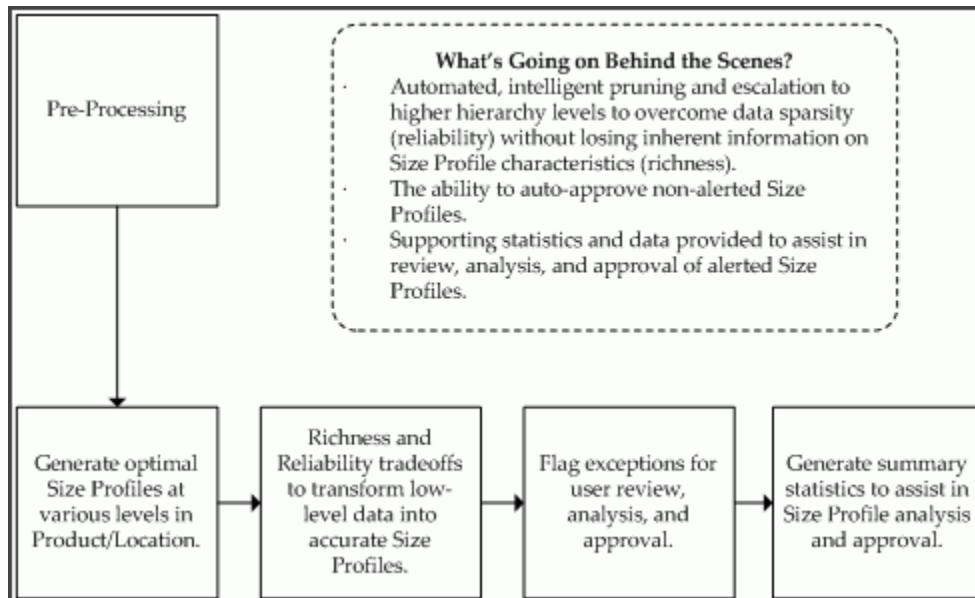 Pre-Processing
What's Going on Behind the Scenes?
· Automated, intelligent pruning and escalation to
higher hierarchy levels to overcome data sparsity
(reliability) without losing inherent information on
Size Profile characteristics (richness).
· The ability to auto-approve non-alerted Size
Profiles.
· Supporting statistics and data provided to assist in
review, analysis, and approval of alerted Size
Profiles.
Generate optimal
Size Profiles at
various levels in
Product/Location.
Richness and
Reliability tradeoffs
to transform low-
level data into
accurate Size
Profiles.
Flag exceptions for
user review,
analysis, and
approval.
Generate summary
statistics to assist in
Size Profile analysis
and approval.